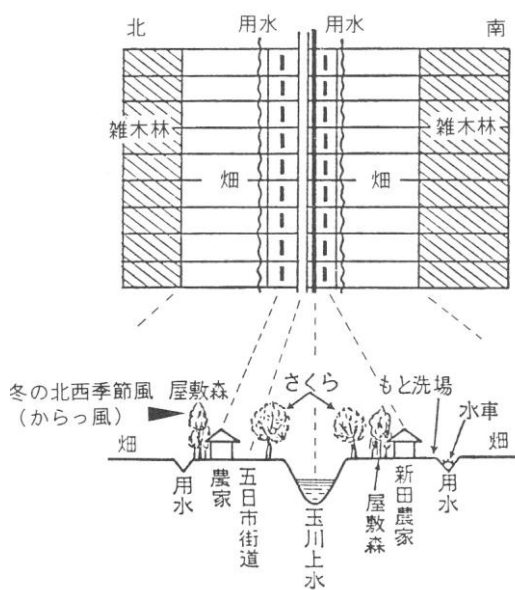 北
用水
用水
南
雑木林
畑
畑
雑木林
冬の北西季節風
(からっ風)
屋敷森
さくら
もと洗場
水車
畑
畑
用水
農家
五日市街道
玉川上水
屋敷森
新田農家
用水